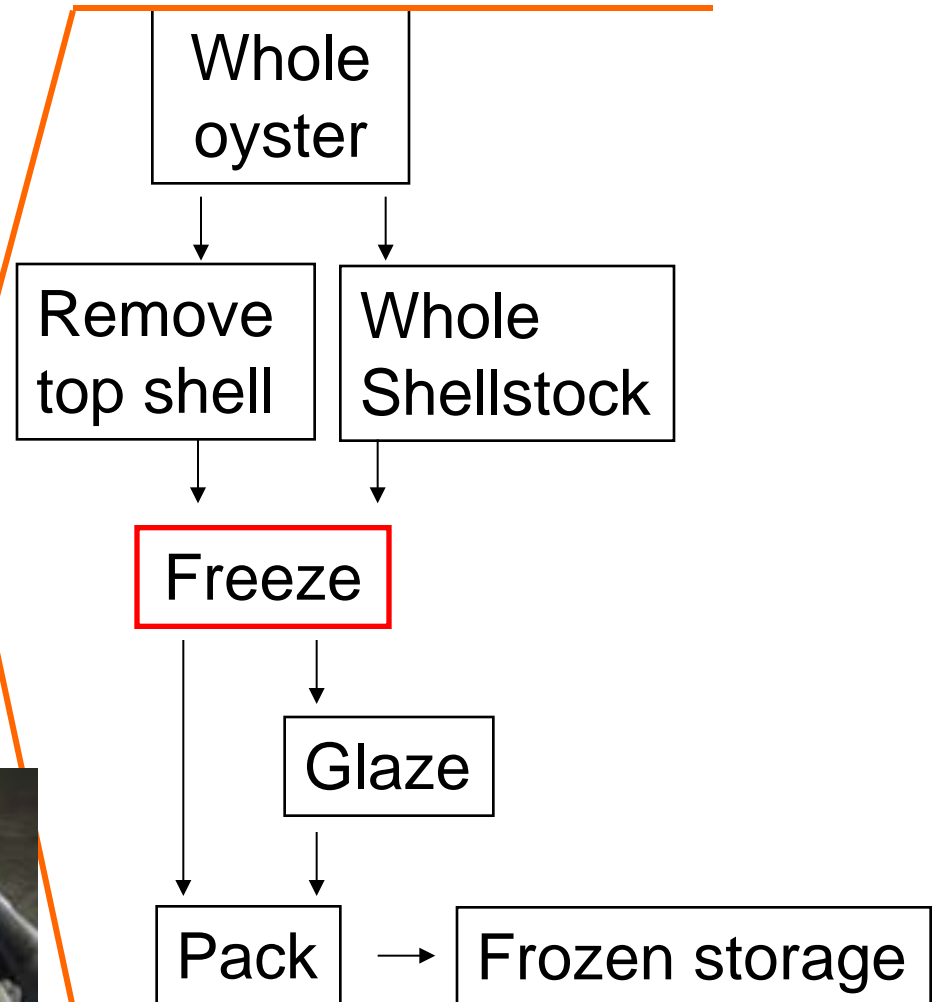 Whole
oyster
Remove
top shell
Whole
Shellstock
Freeze
Glaze
Pack
Frozen storage